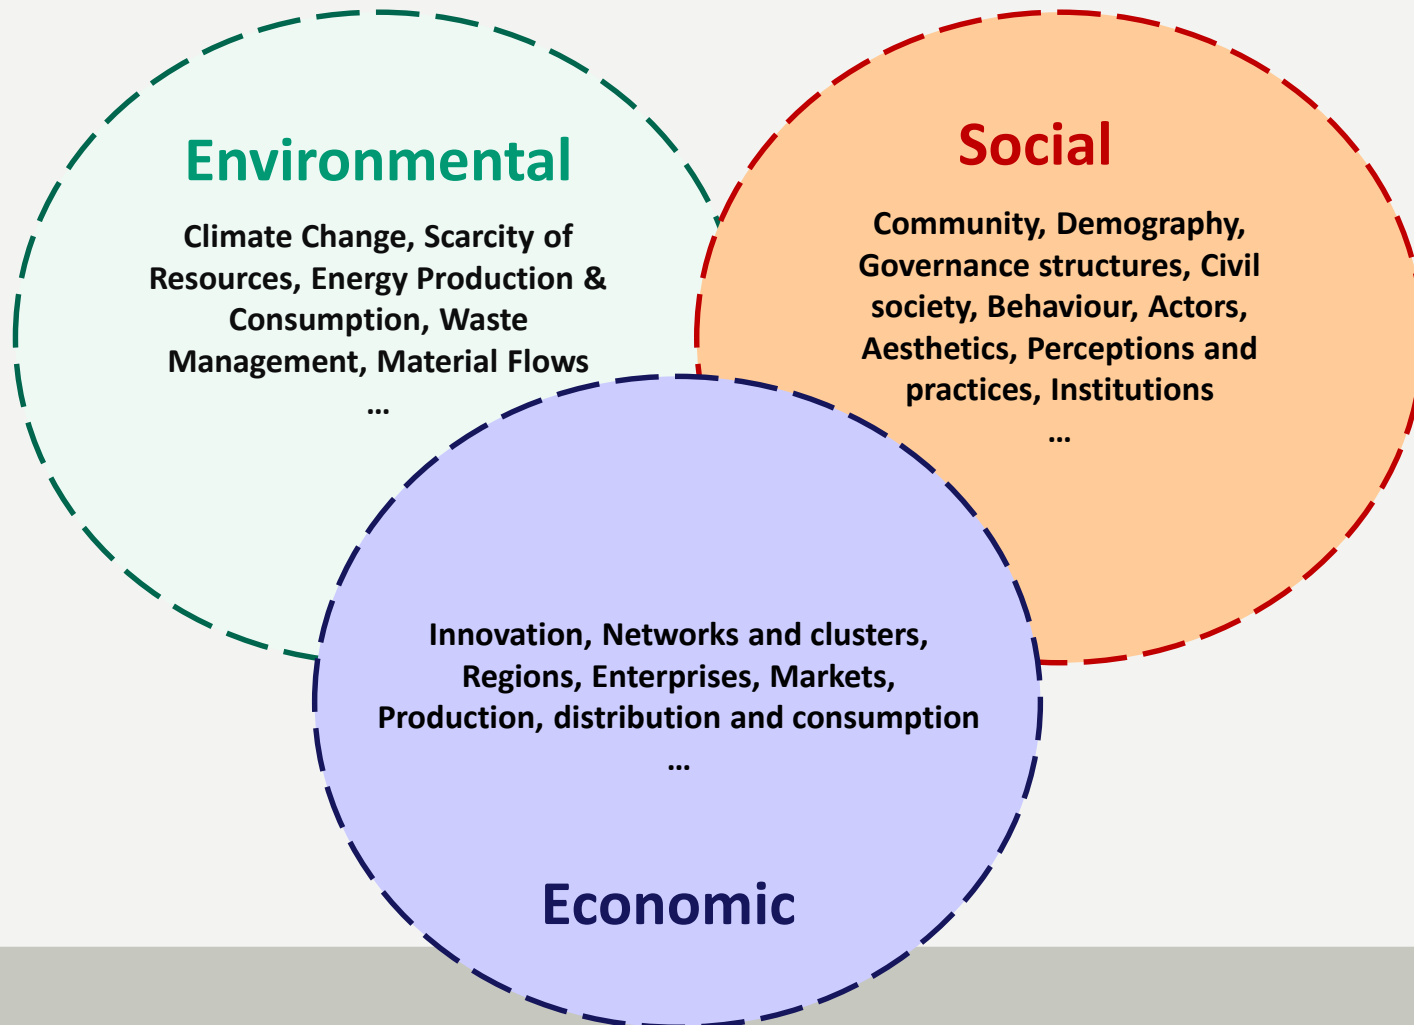 Environmental
Climate Change, Scarcity of
Resources, Energy Production &
Consumption, Waste
Management, Material Flows
...
Social
Community, Demography,
Governance structures, Civil
society, Behaviour, Actors,
Aesthetics, Perceptions and
practices, Institutions
...
Innovation, Networks and clusters,
Regions, Enterprises, Markets,
Production, distribution and consumption
...
Economic